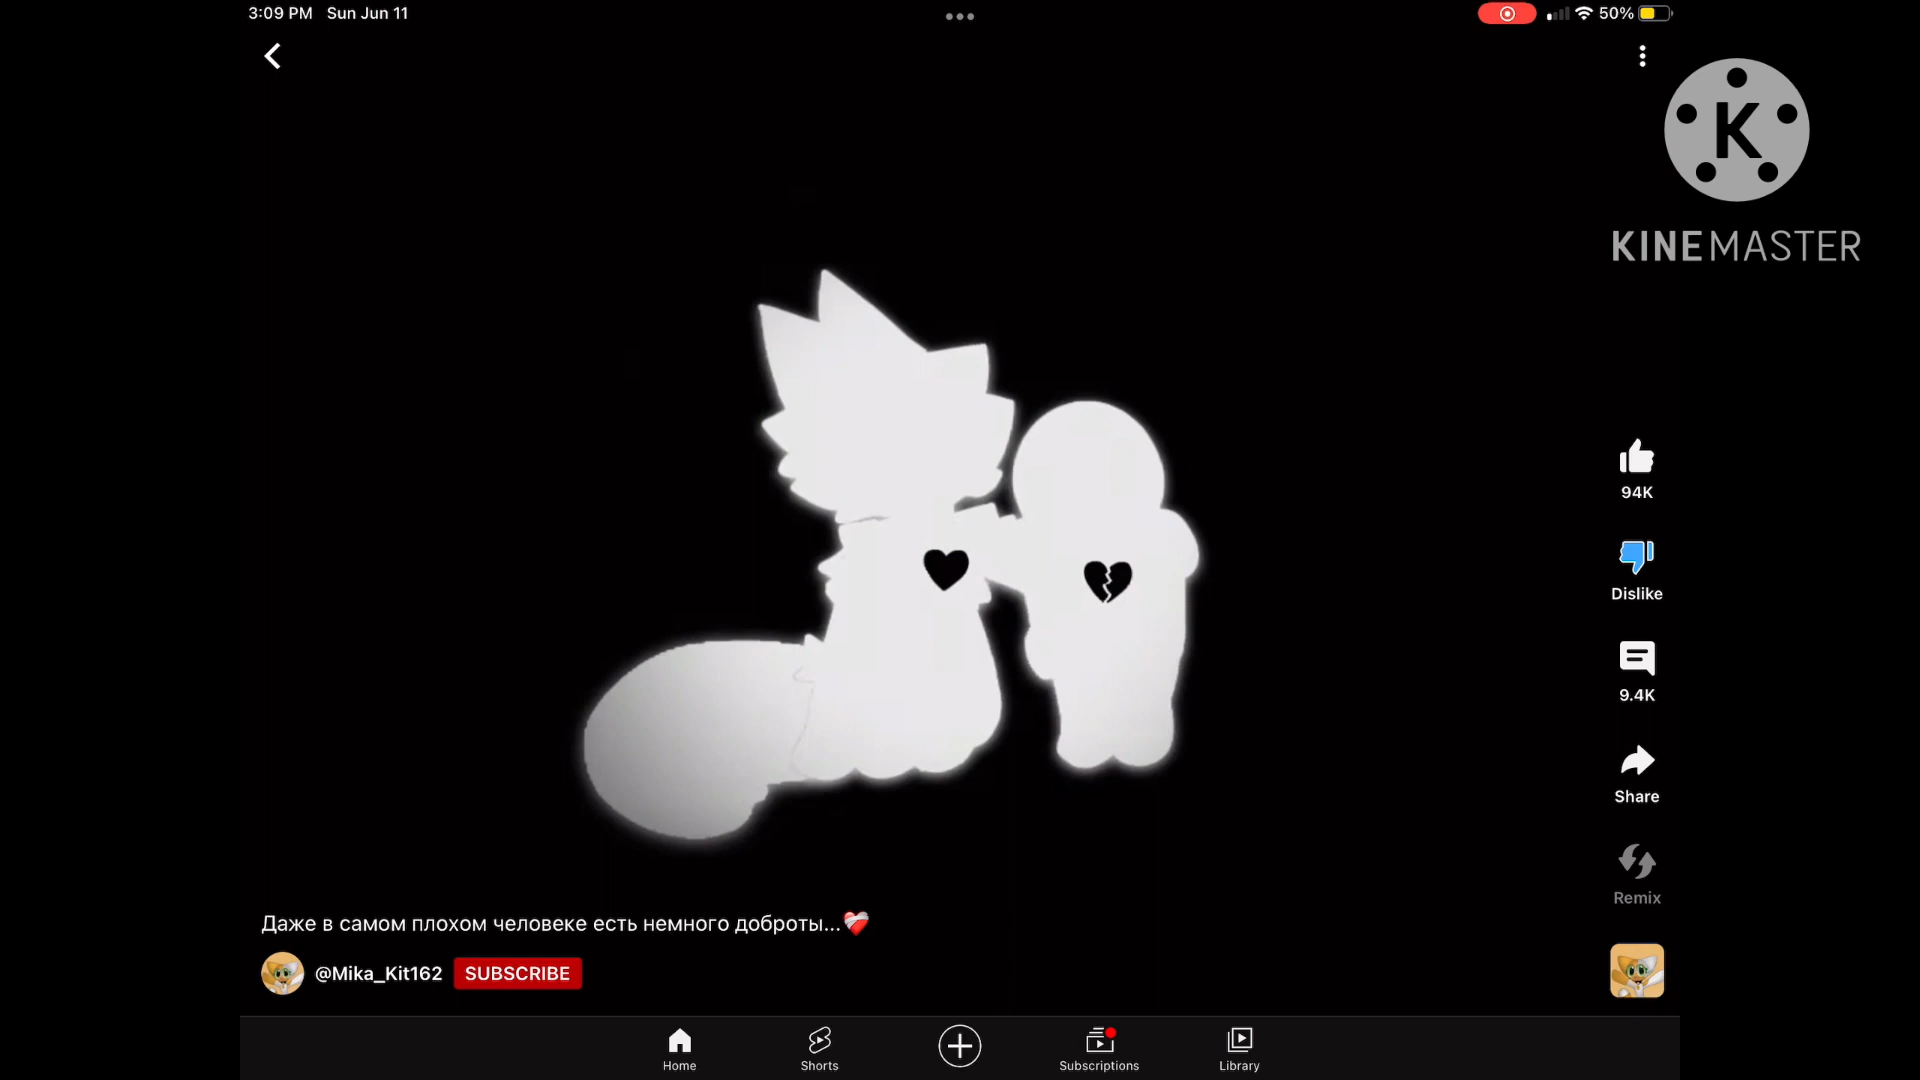 3:09 PM Sun Jun 11
50%
K
KINEMASTER
94K
Dislike
9.4K
Share
Remix
Даже в самом плохом человеке есть немного доброты...❤️‍🩹
@Mika_Kit162 SUBSCRIBE
Home Shorts Subscriptions Library